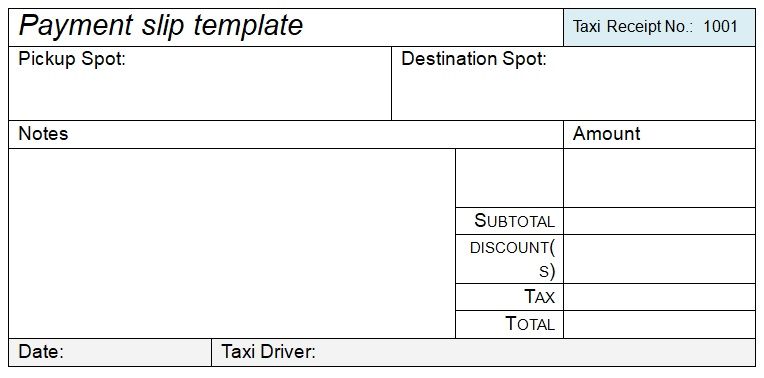 Payment slip template
Taxi Receipt No.: 1001
Pickup Spot:
Destination Spot:
Notes
Amount
SUBTOTAL
DISCOUNT(
S)
TAX
TOTAL
Date:
Taxi Driver: